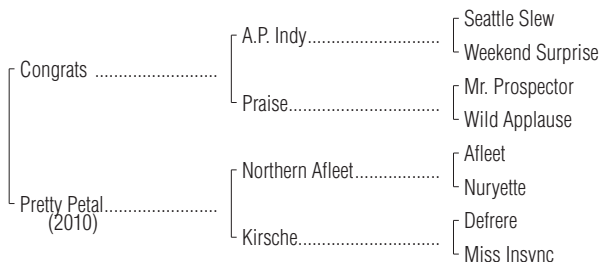 Seattle Slew
A.P. Indy..................................
Weekend Surprise
Congrats ................................
Mr. Prospector
Praise.......................................
Wild Applause
Afleet
Northern Afleet......................
Nuryette
Pretty Petal..............................
(2010)
Defrere
Kirsche.....................................
Miss Insync